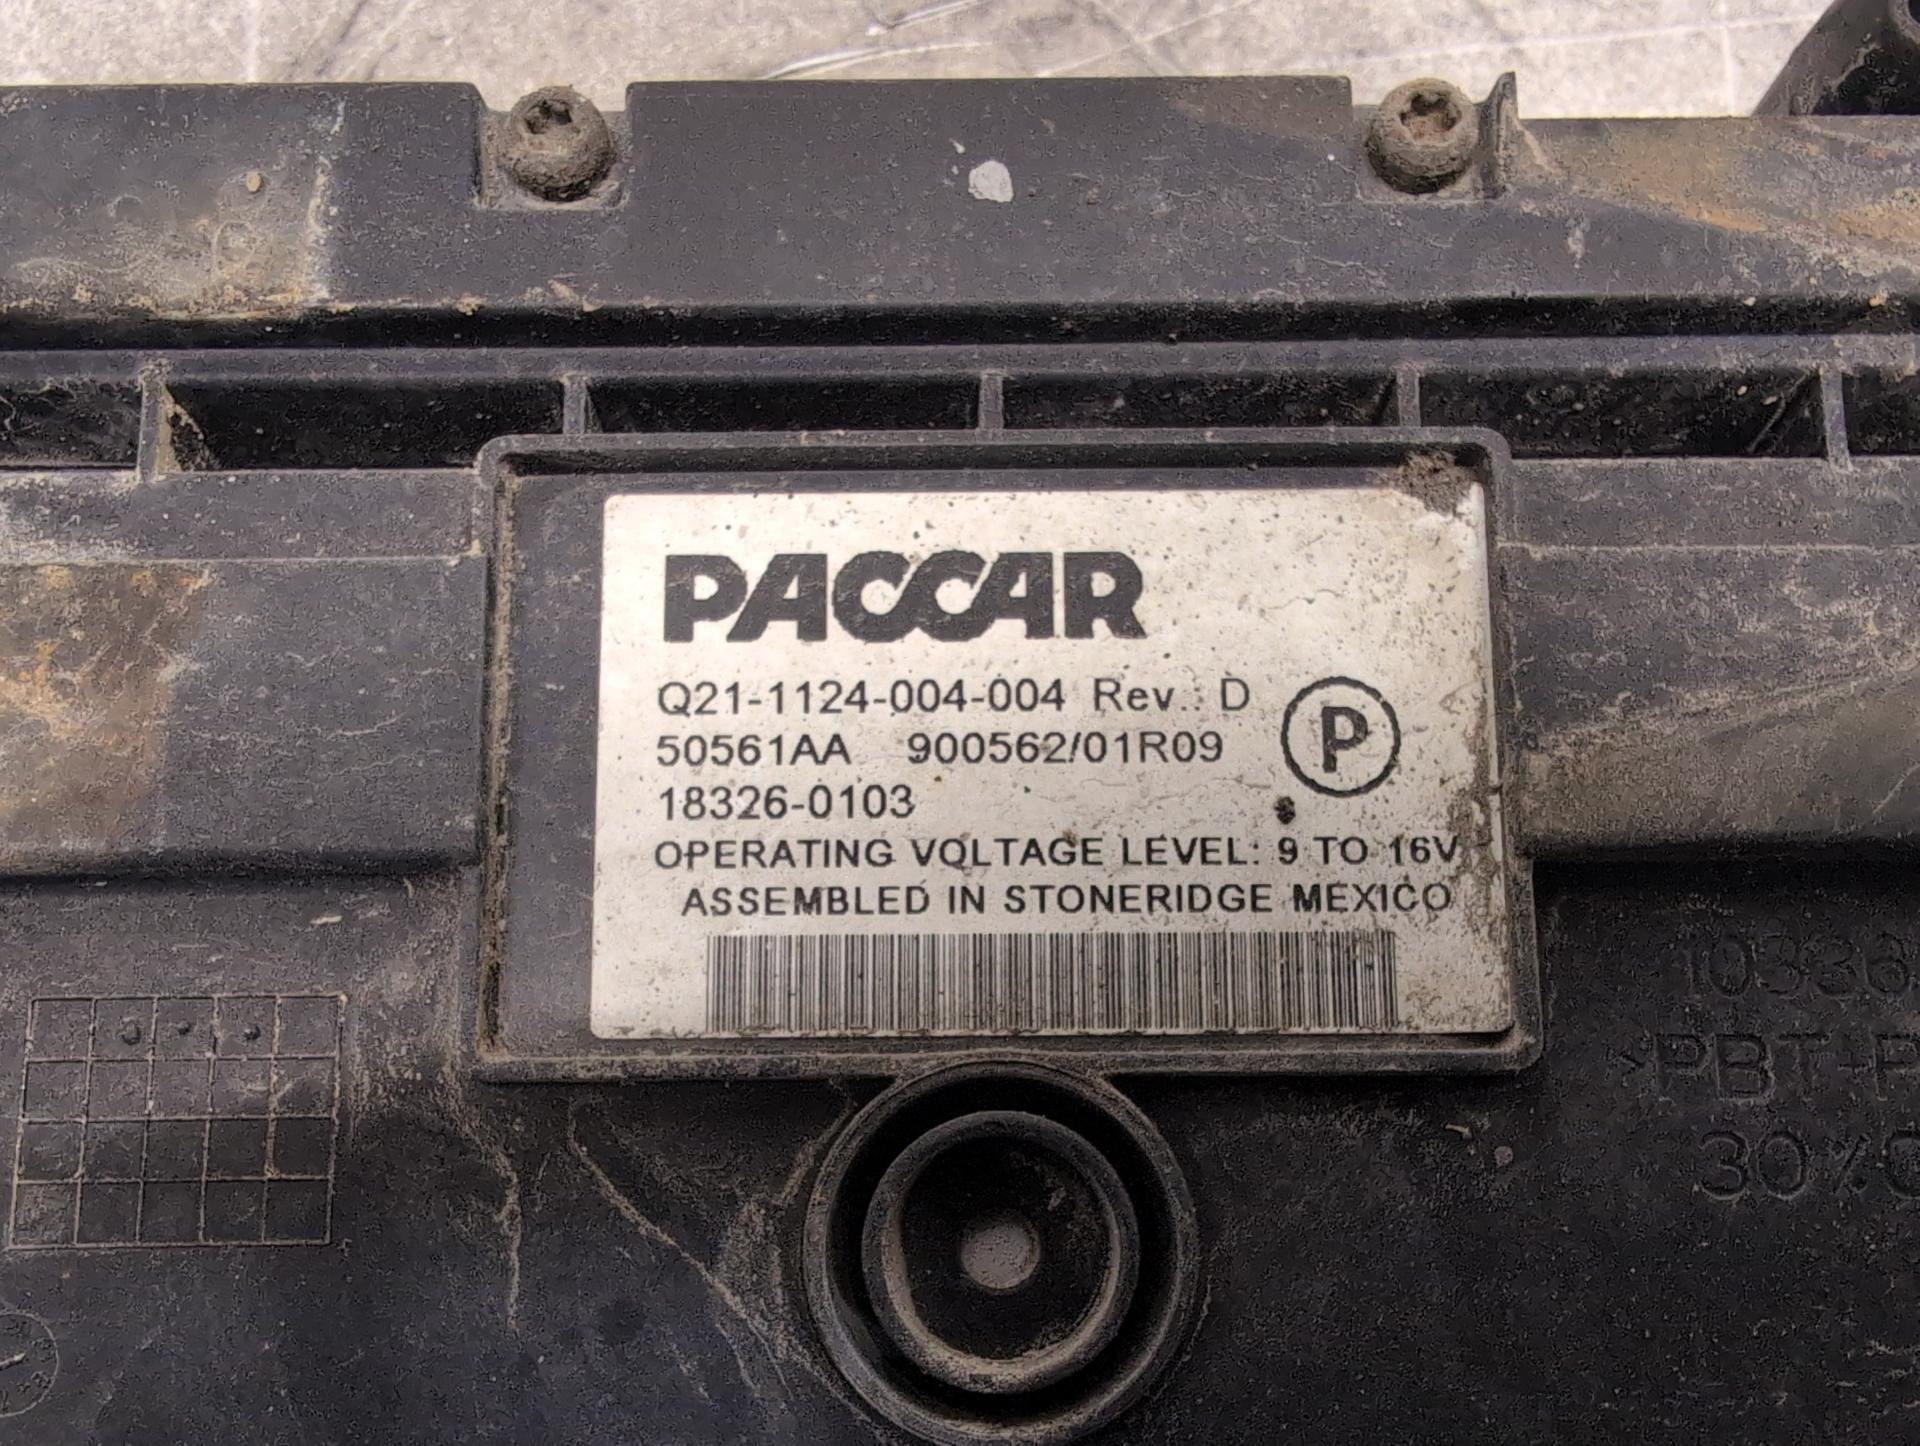 PACCAR
Q21-1124-004-004 Rev.: D
P
50561AA 900562/01R09
18326-0103
OPERATING VOLTAGE LEVEL: 9 TO 16V
ASSEMBLED IN STONERIDGE MEXICO